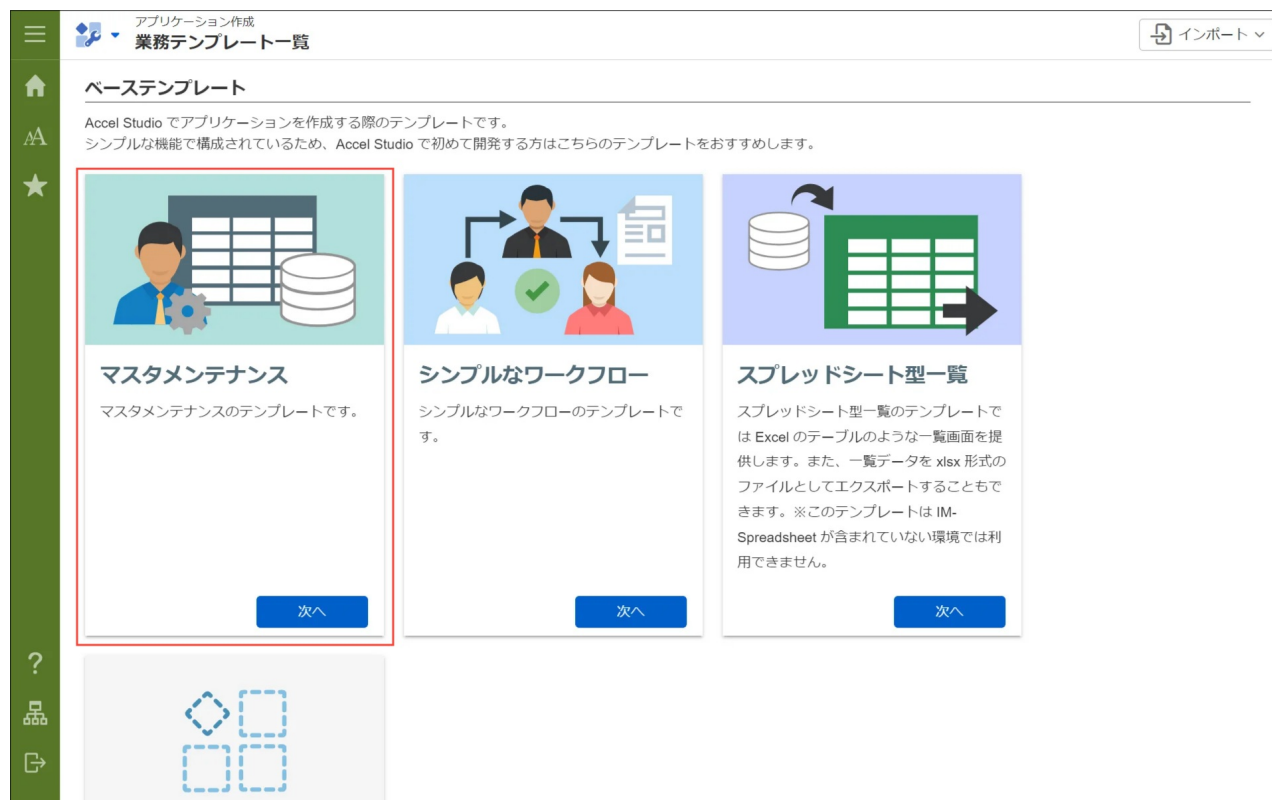 アプリケーション作成
業務テンプレート一覧
インポート
ベーステンプレート
Accel Studio でアプリケーションを作成する際のテンプレートです。
シンプルな機能で構成されているため、Accel Studio で初めて開発する方はこちらのテンプレートをおすすめします。
マスタメンテナンス
マスタメンテナンスのテンプレートです。
次へ
シンプルなワークフロー
シンプルなワークフローのテンプレートで
す。
次へ
スプレッドシート型一覧
スプレッドシート型一覧のテンプレートで
は Excel のテーブルのような一覧画面を提
供します。また、一覧データを xlsx 形式の
ファイルとしてエクスポートすることもで
きます。※このテンプレートは IM-
Spreadsheet が含まれていない環境では利
用できません。
次へ